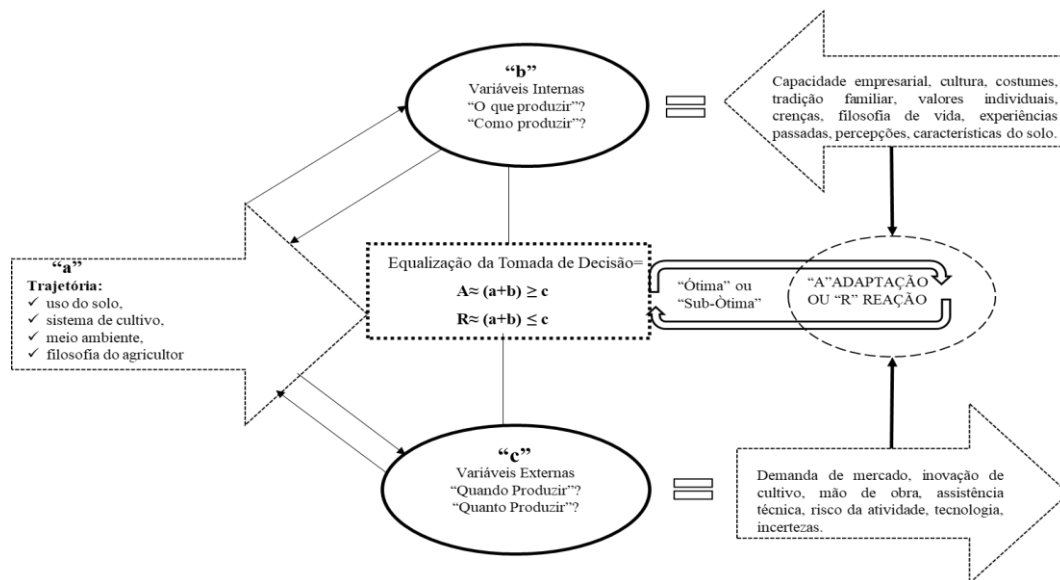 “b”
Variáveis Internas
“O que produzir”?
“Como produzir”?
Capacidade empresarial, cultura, costumes,
tradição familiar, valores individuais,
crenças, filosofia de vida, experiências
passadas, percepções, características do solo.
“a”
Trajetória:
✓ uso do solo,
✓ sistema de cultivo,
✓ meio ambiente,
✓ filosofia do agricultor
Equalização da Tomada de Decisão=
A≈ (a+b) ≥ c
R≈ (a+b) ≤ c
“Ótima” ou
“Sub-Òtima”
“A”ADAPTAÇÃO
OU “R” REAÇÃO
“c”
Variáveis Externas
“Quando Produzir”?
“Quanto Produzir”?
Demanda de mercado, inovação de
cultivo, mão de obra, assistência
técnica, risco da atividade, tecnologia,
incertezas.